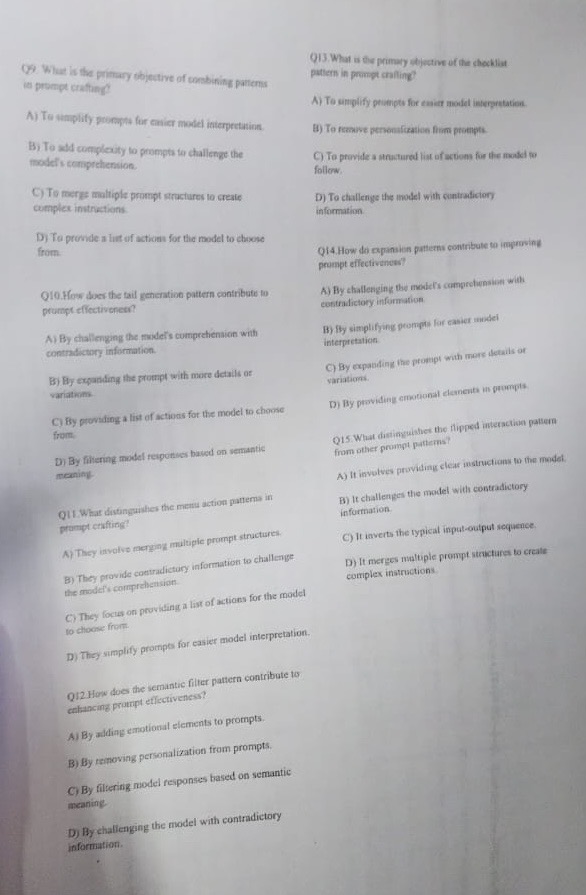 Q9. What is the primary objective of combining patterns
in prompt crafting?
A) To simplify prompts for easier model interpretation.
B) To add complexity to prompts to challenge the
model's comprehension.
C) To merge multiple prompt structures to create
complex instructions.
D) To provide a list of actions for the model to choose
from.
Q10.How does the tail generation pattern contribute to
prompt effectiveness?
A) By challenging the model's comprehension with
contradictory information.
B) By expanding the prompt with more details or
variations.
C) By providing a list of actions for the model to choose
from.
D) By filtering model responses based on semantic
meaning.
Q11.What distinguishes the menu action patterns in
prompt crafting?
A) They involve merging multiple prompt structures.
B) They provide contradictory information to challenge
the model's comprehension.
C) They focus on providing a list of actions for the model
to choose from.
D) They simplify prompts for easier model interpretation.
Q12.How does the semantic filter pattern contribute to
enhancing prompt effectiveness?
A) By adding emotional elements to prompts.
B) By removing personalization from prompts.
C) By filtering model responses based on semantic
meaning.
D) By challenging the model with contradictory
information.
Q13.What is the primary objective of the checklist
pattern in prompt crafting?
A) To simplify prompts for easier model interpretation.
B) To remove personalization from prompts.
C) To provide a structured list of actions for the model to
follow.
D) To challenge the model with contradictory
information.
Q14.How do expansion patterns contribute to improving
prompt effectiveness?
A) By challenging the model's comprehension with
contradictory information.
B) By simplifying prompts for easier model
interpretation.
C) By expanding the prompt with more details or
variations.
D) By providing emotional elements in prompts.
Q15.What distinguishes the flipped interaction pattern
from other prompt patterns?
A) It involves providing clear instructions to the model.
B) It challenges the model with contradictory
information.
C) It inverts the typical input-output sequence.
D) It merges multiple prompt structures to create
complex instructions.